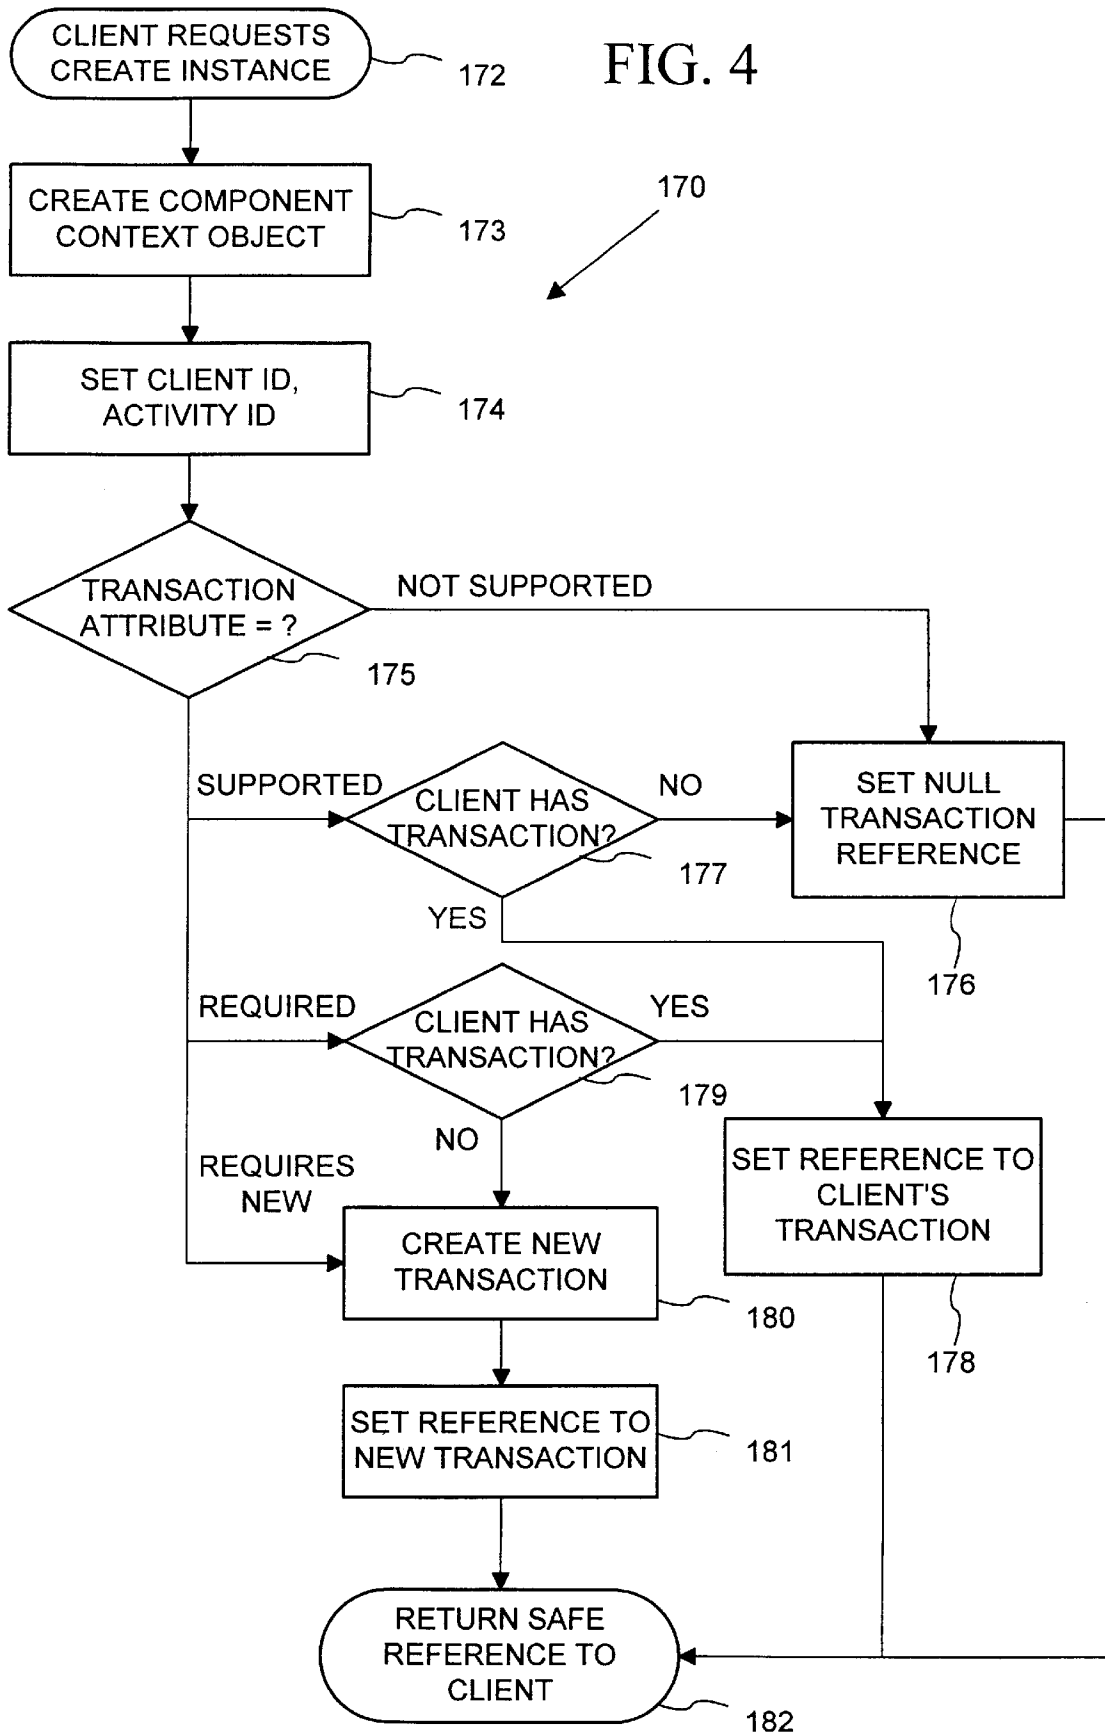 CLIENT REQUESTS
CREATE INSTANCE
172
FIG. 4
CREATE COMPONENT
CONTEXT OBJECT
173
170
SET CLIENT ID,
ACTIVITY ID
174
TRANSACTION
ATTRIBUTE = ?
175
NOT SUPPORTED
SUPPORTED
CLIENT HAS
TRANSACTION?
177
NO
YES
SET NULL
TRANSACTION
REFERENCE
176
REQUIRED
CLIENT HAS
TRANSACTION?
179
YES
NO
REQUIRES
NEW
SET REFERENCE TO
CLIENT'S
TRANSACTION
178
CREATE NEW
TRANSACTION
180
SET REFERENCE TO
NEW TRANSACTION
181
RETURN SAFE
REFERENCE TO
CLIENT
182